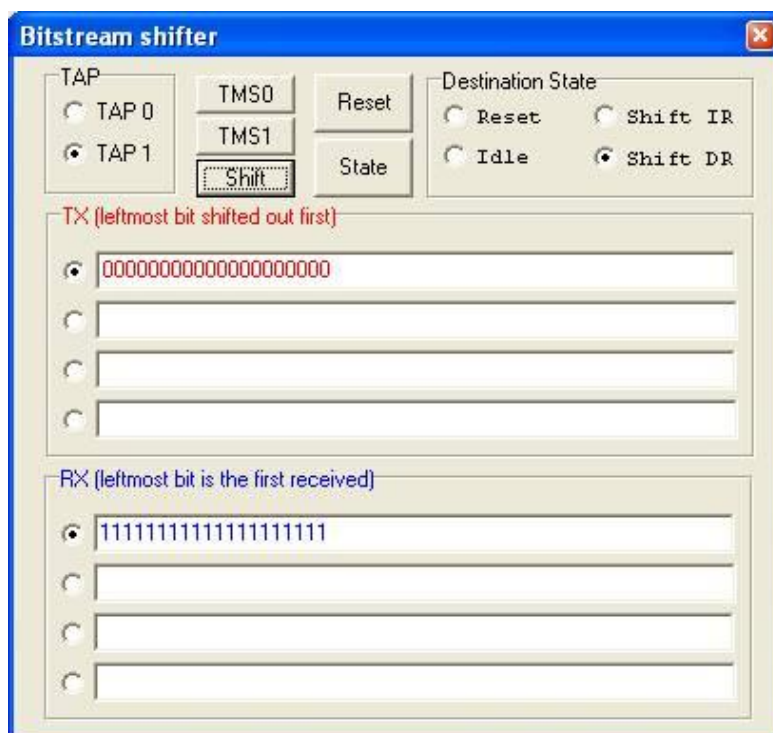 Bitstream shifter
TAP
TAP 0
TAP 1
TMS0
TMS1
Shift
Reset
State
Destination State
Reset
Shift IR
Idle
Shift DR
TX (leftmost bit shifted out first)
00000000000000000000
RX (leftmost bit is the first received)
11111111111111111111